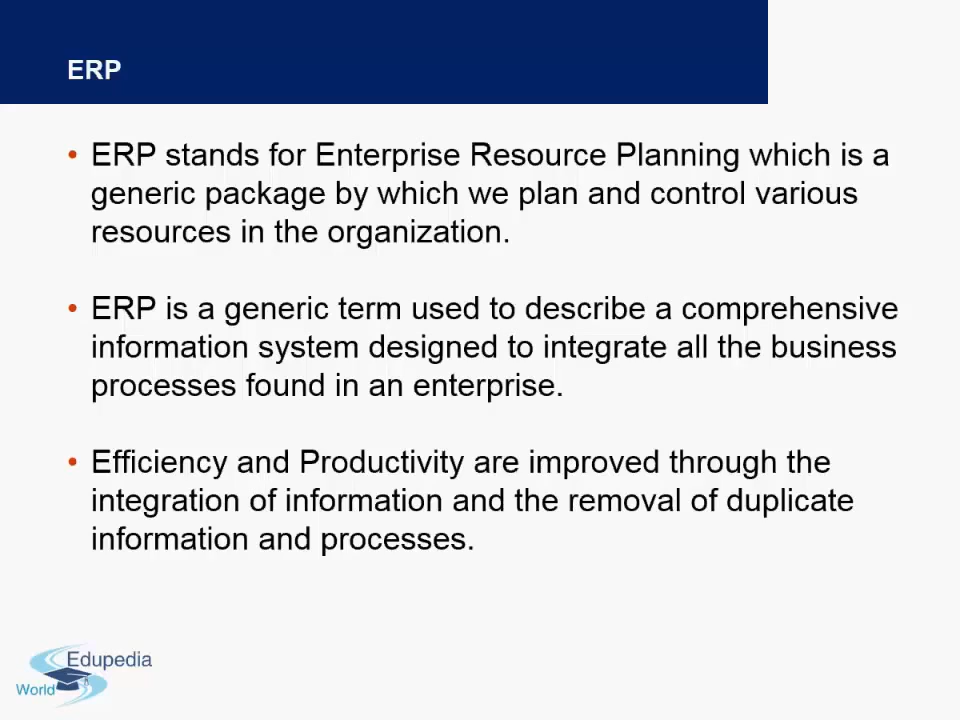 ERP
• ERP stands for Enterprise Resource Planning which is a
generic package by which we plan and control various
resources in the organization.
• ERP is a generic term used to describe a comprehensive
information system designed to integrate all the business
processes found in an enterprise.
• Efficiency and Productivity are improved through the
integration of information and the removal of duplicate
information and processes.
Edupedia
World